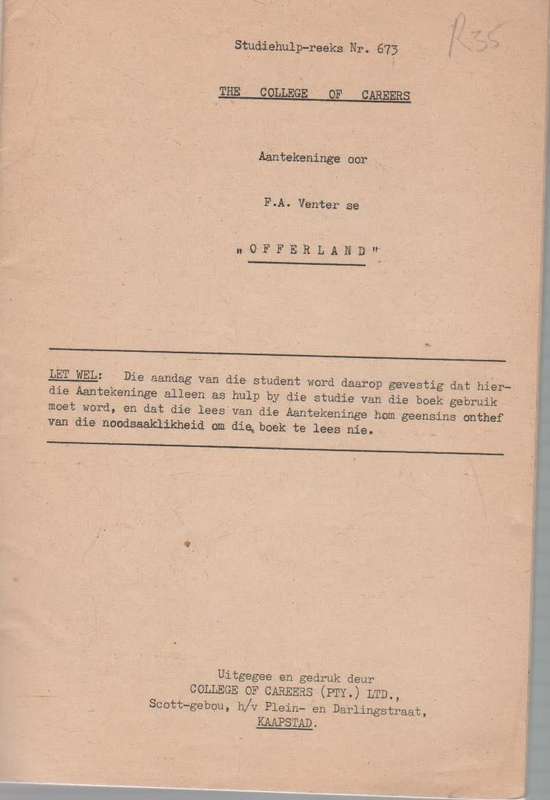 Studiehulp-reeks Nr. 673
R35
THE COLLEGE OF CAREERS
Aantekeninge oor
F.A. Venter se
„OFFERLAND"
LET WEL: Die aandag van die student word daarop gevestig dat hier-
die Aantekeninge alleen as hulp by die studie van die boek gebruik
moet word, en dat die lees van die Aantekeninge hom geensins onthef
van die noodsaaklikheid om die boek te lees nie.
Uitgegee en gedruk deur
COLLEGE OF CAREERS (PTY.) LTD.,
Scott-gebou, h/v Plein- en Darlingstraat,
KAAPSTAD.